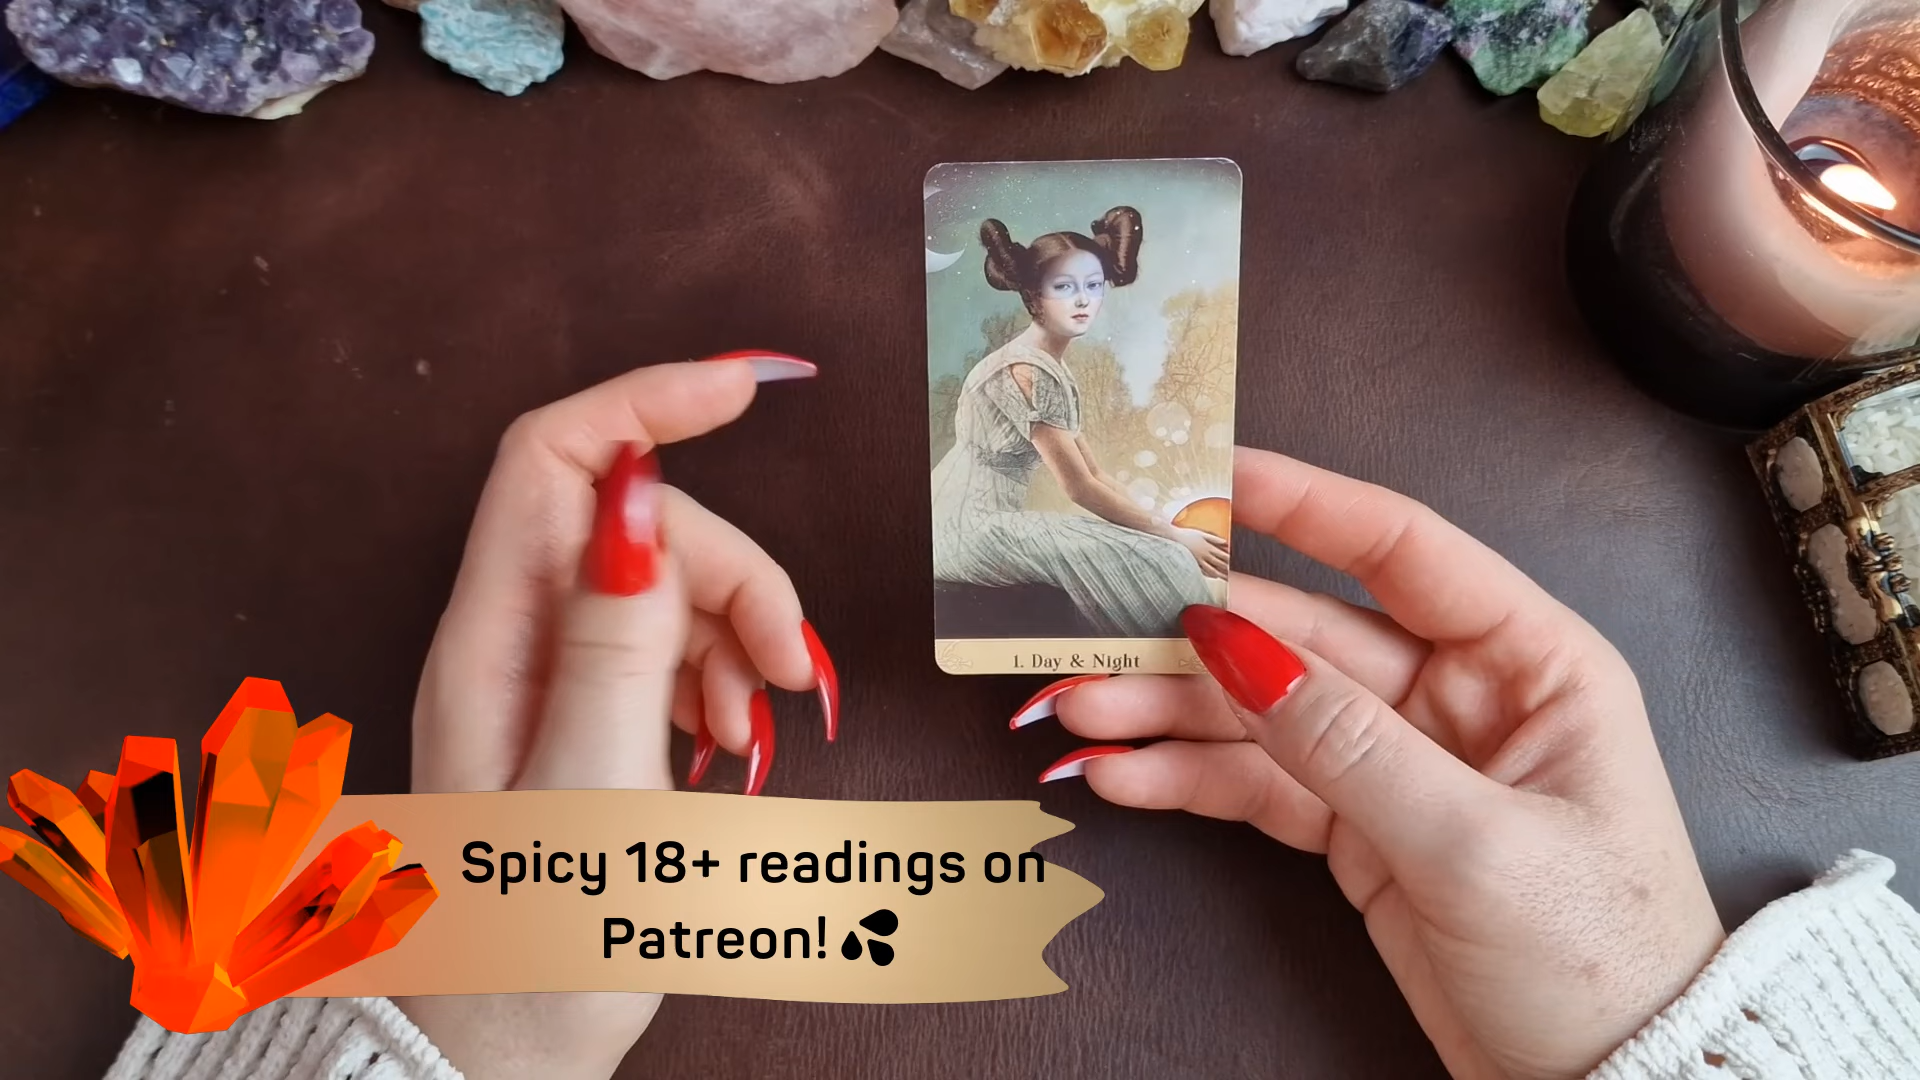 1. Day & Night
Spicy 18+ readings on
Patreon! 💦